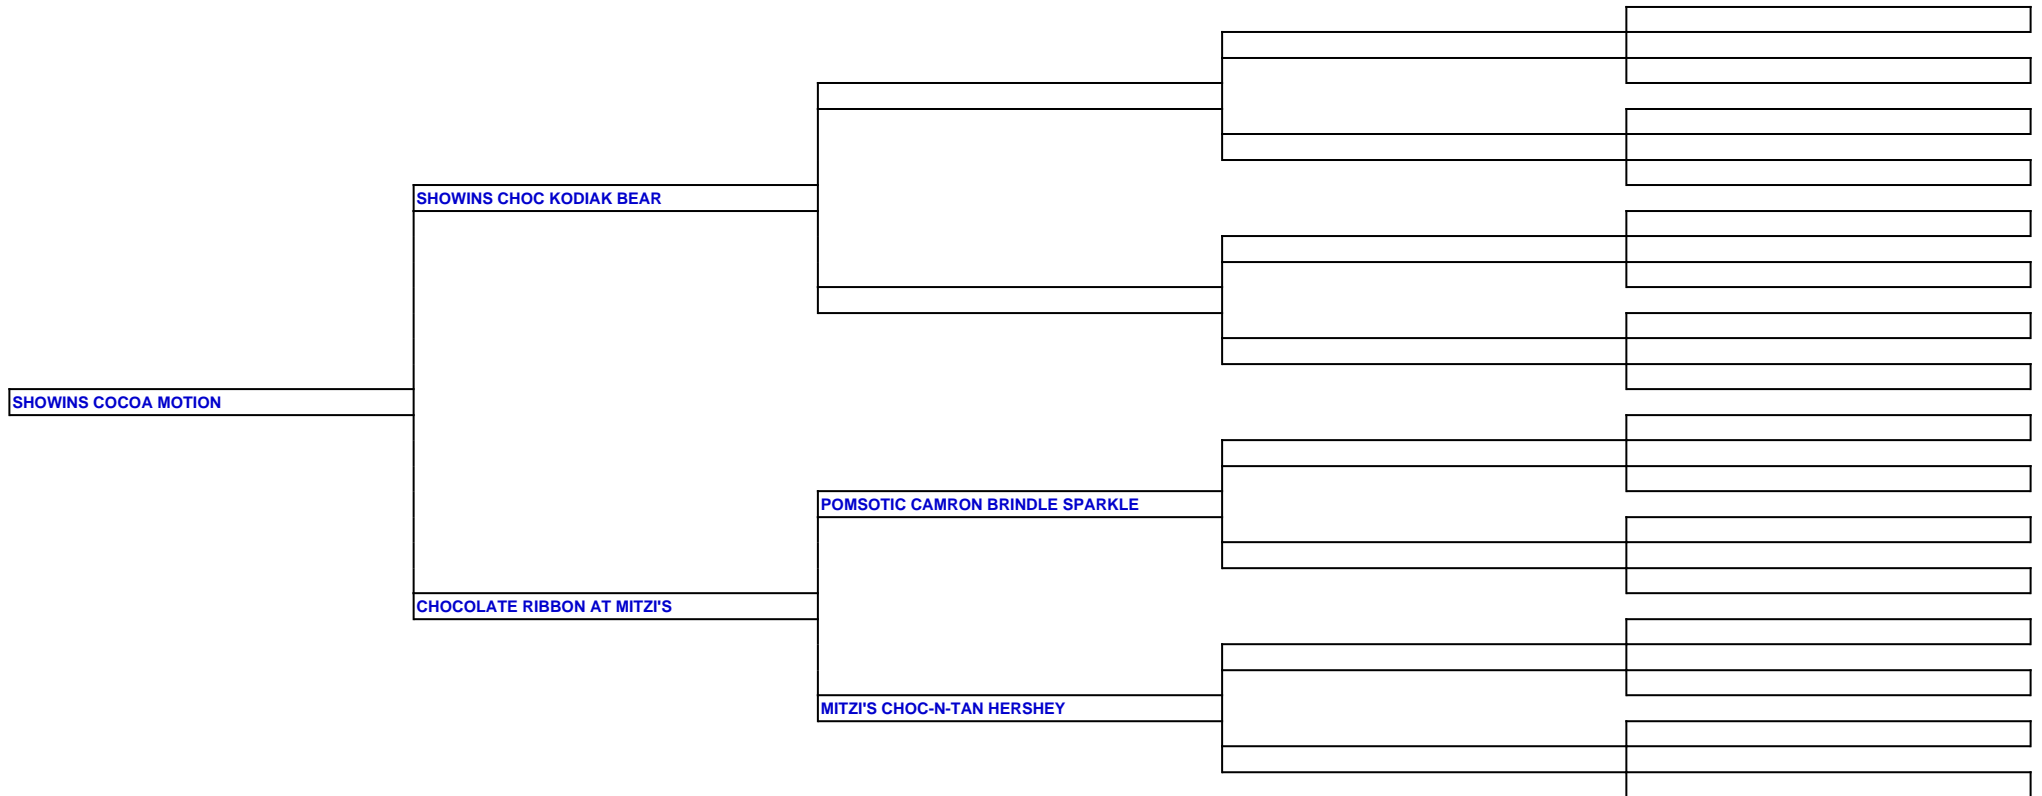 SHOWINS CHOC KODIAK BEAR
SHOWINS COCOA MOTION
POMSOTIC CAMRON BRINDLE SPARKLE
CHOCOLATE RIBBON AT MITZI'S
MITZI'S CHOC-N-TAN HERSHEY